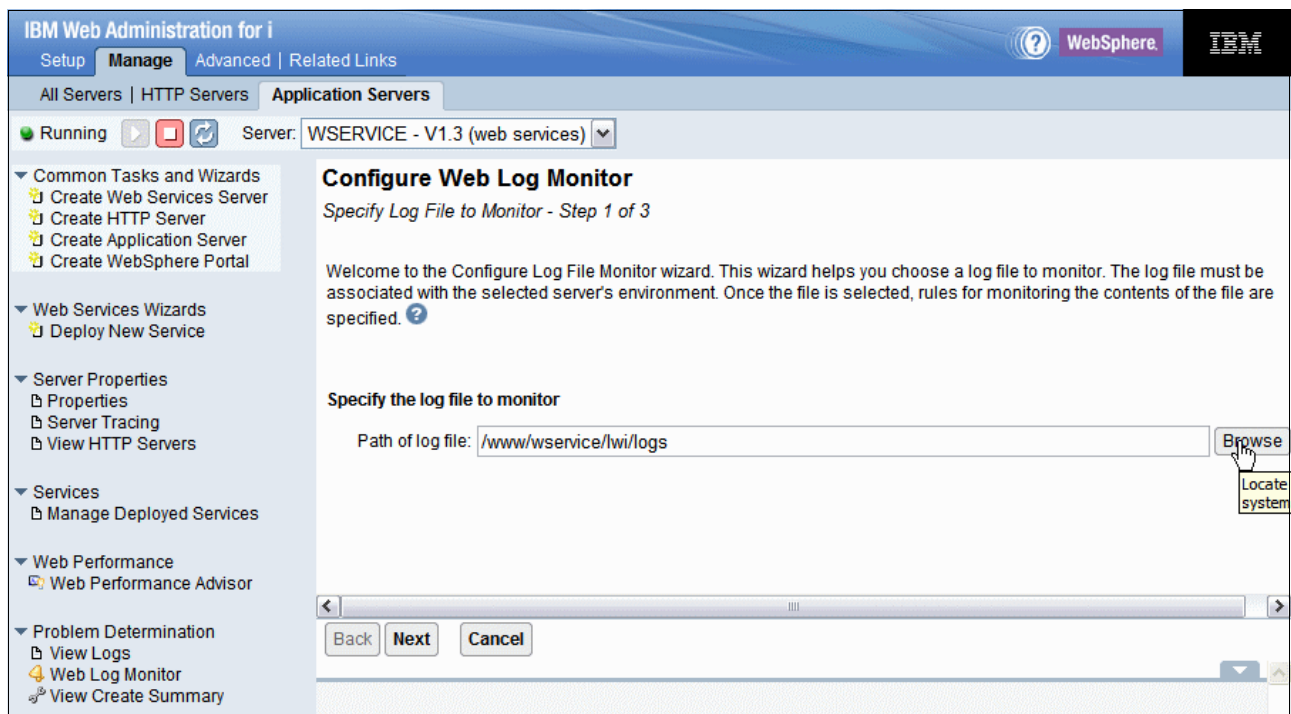 IBM Web Administration for i
WebSphere.
IBM
Setup Manage Advanced | Related Links
All Servers | HTTP Servers Application Servers
Running Server: WSERVICE - V1.3 (web services)
Common Tasks and Wizards
Create Web Services Server
Create HTTP Server
Create Application Server
Create WebSphere Portal
Web Services Wizards
Deploy New Service
Server Properties
Properties
Server Tracing
View HTTP Servers
Services
Manage Deployed Services
Web Performance
Web Performance Advisor
Problem Determination
View Logs
Web Log Monitor
View Create Summary
Configure Web Log Monitor
Specify Log File to Monitor - Step 1 of 3
Welcome to the Configure Log File Monitor wizard. This wizard helps you choose a log file to monitor. The log file must be
associated with the selected server's environment. Once the file is selected, rules for monitoring the contents of the file are
specified. ?
Specify the log file to monitor
Path of log file: /www/wservice/lwi/logs Browse
Locate
system
Back Next Cancel